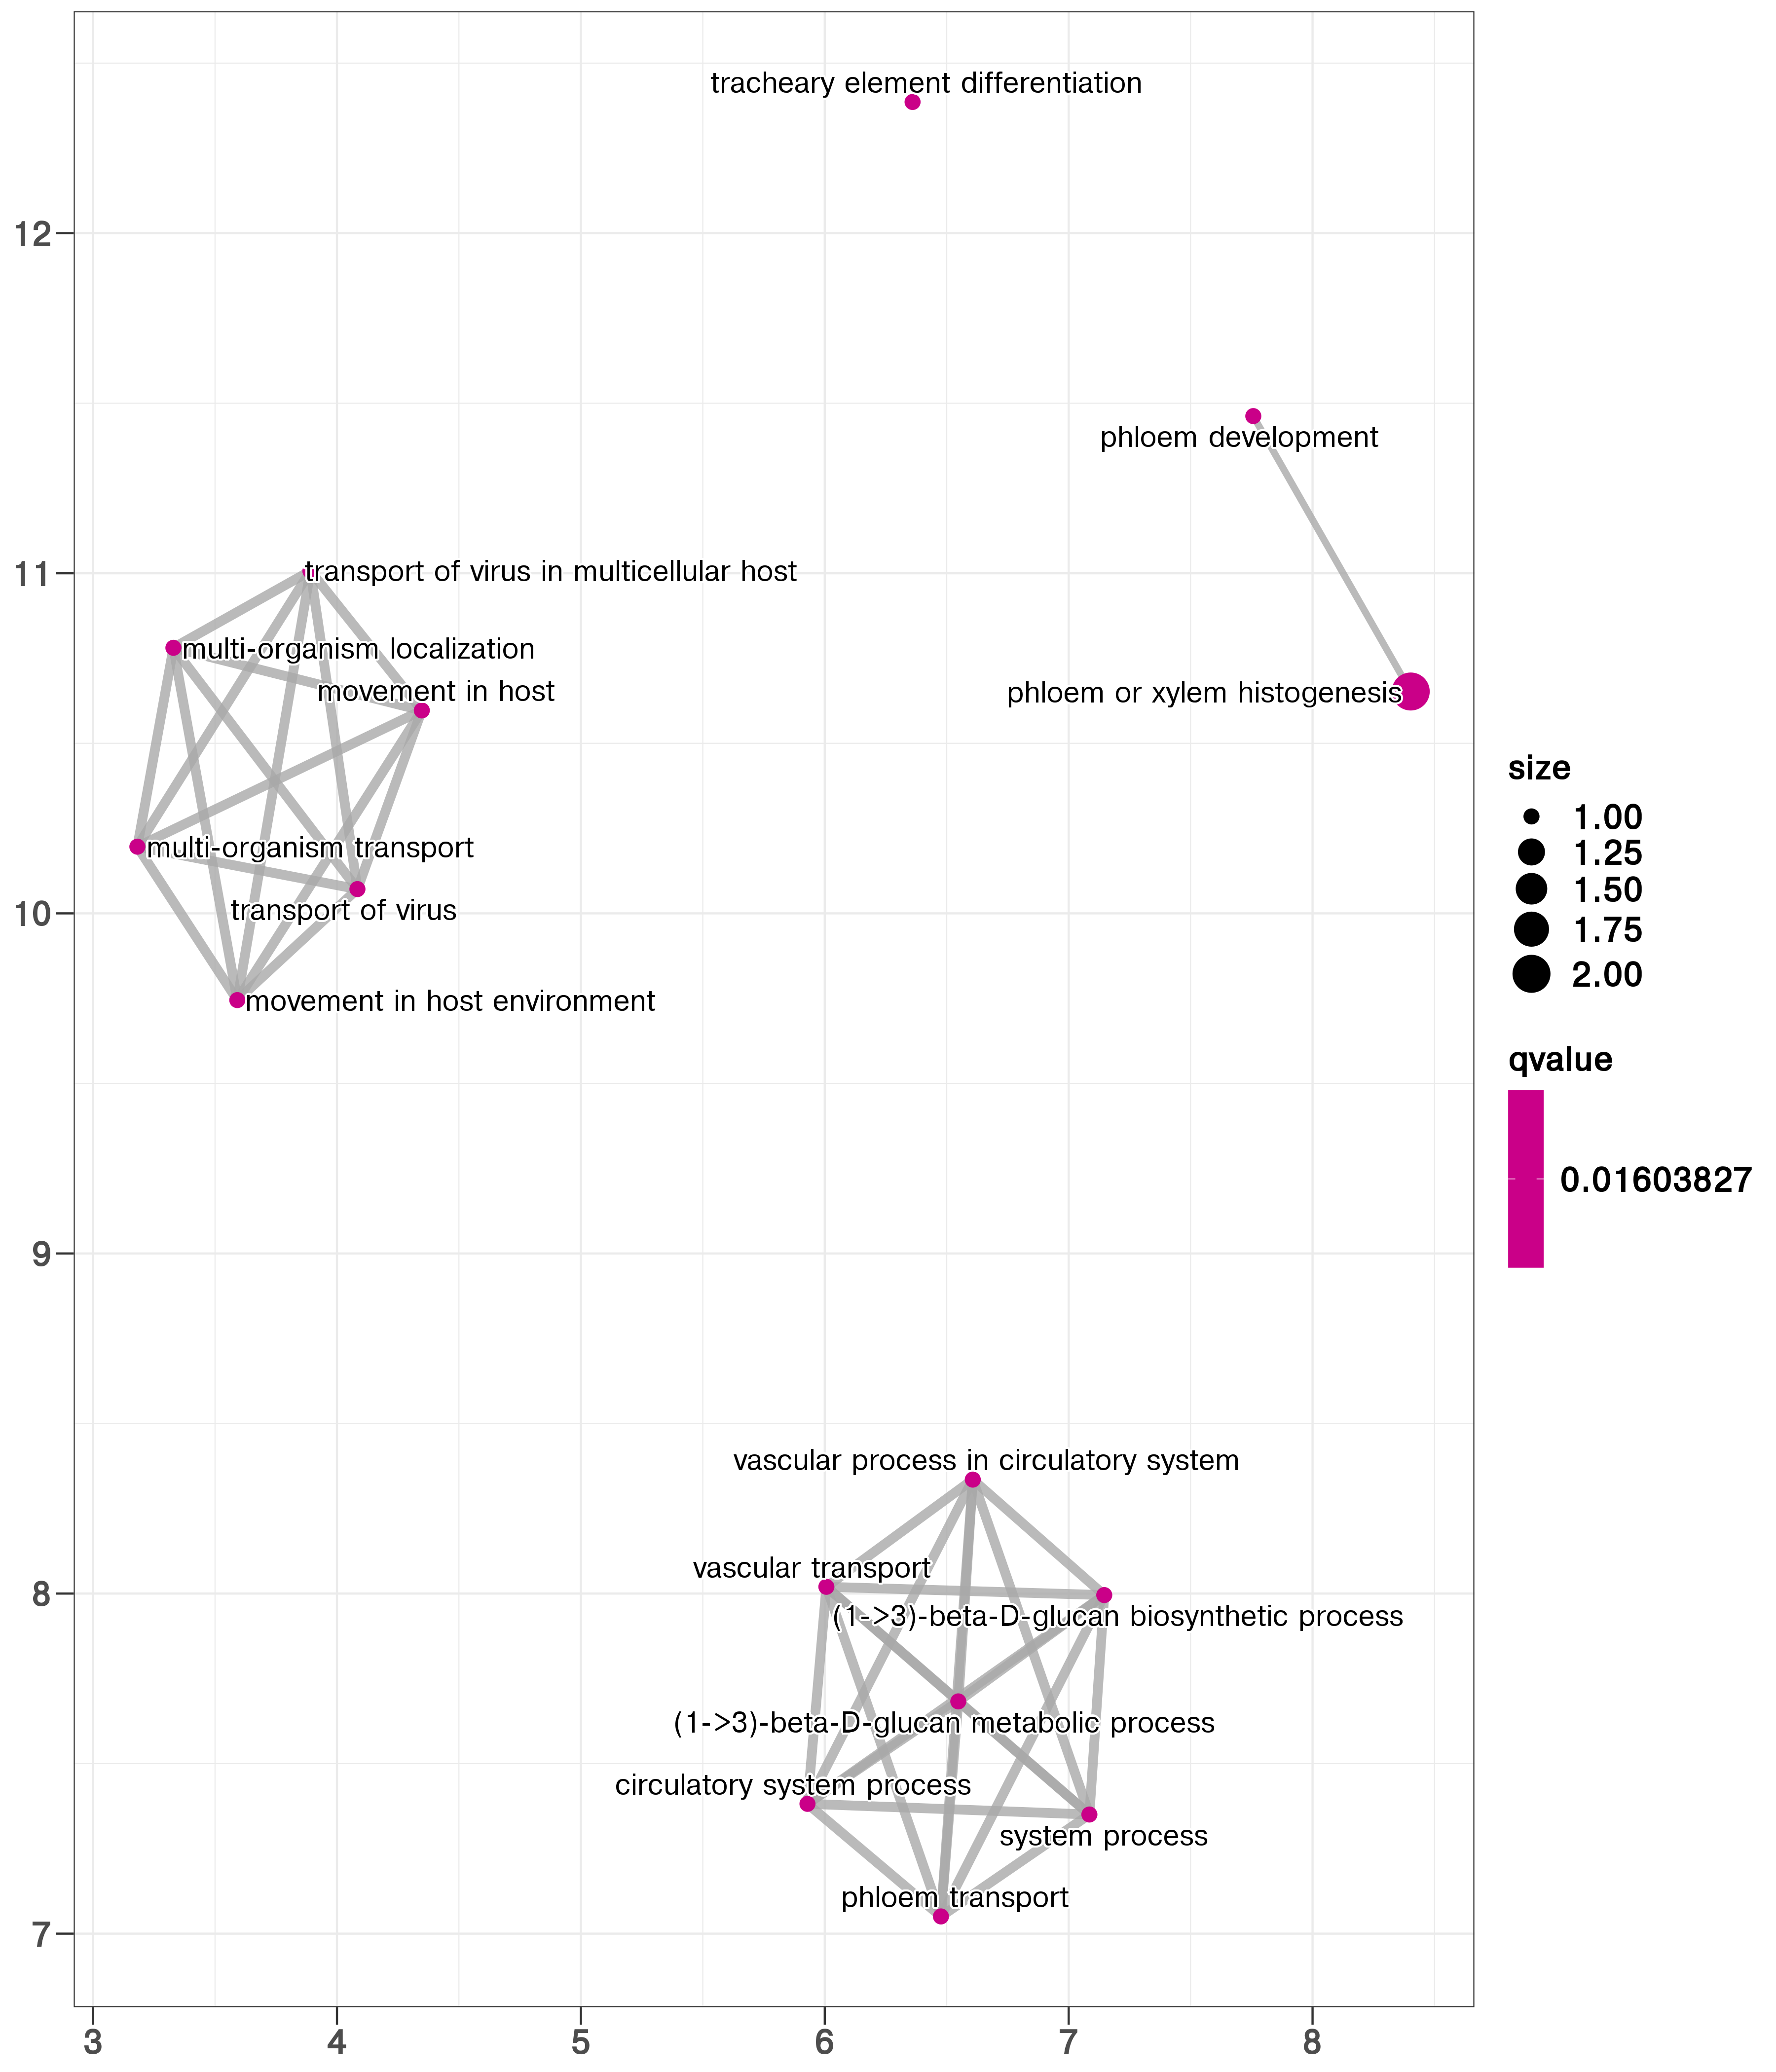 tracheary element differentiation
12
phloem development
11
transport of virus in multicellular host
multi-organism localization
movement in host
phloem or xylem histogenesis
multi-organism transport
transport of virus
10
movement in host environment
9
vascular process in circulatory system
vascular transport
8
(1->3)-beta-D-glucan biosynthetic process
(1->3)-beta-D-glucan metabolic process
circulatory system process
system process
phloem transport
7
3 4 5 6 7 8
size
1.00
1.25
1.50
1.75
2.00
qvalue
0.01603827